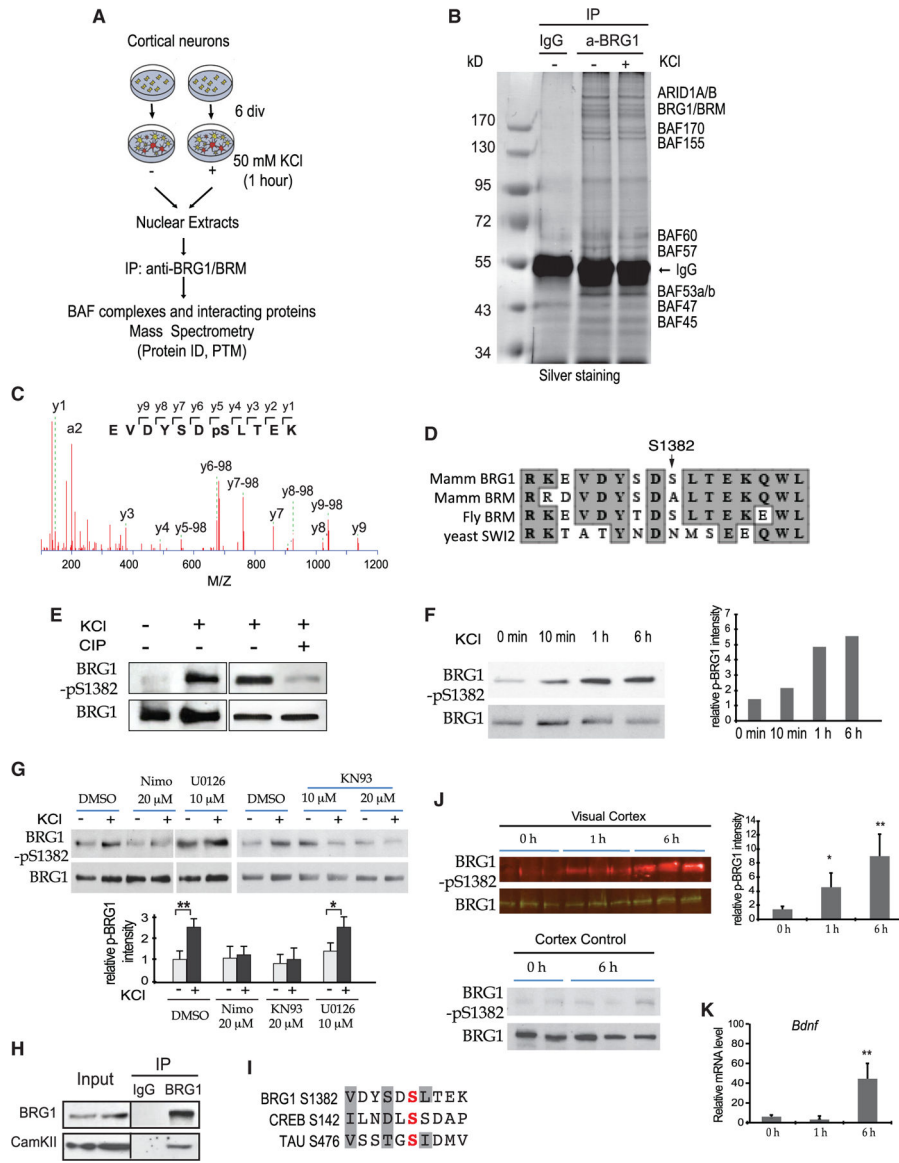 A
Cortical neurons
6 div
50 mM KCl
(1 hour)
- +
Nuclear Extracts
IP: anti-BRG1/BRM
BAF complexes and interacting proteins
Mass Spectrometry
(Protein ID, PTM)
B
IP
IgG a-BRG1
kD - - + KCl
170
130
95
72
55
43
34
ARID1A/B
BRG1/BRM
BAF170
BAF155
BAF60
BAF57
← IgG
BAF53a/b
BAF47
BAF45
Silver staining
C
y9 y8 y7 y6 y5 y4 y3 y2 y1
E V D Y S D pS L T E K
y1
a2
y3
y4
y5-98
y6-98
y7-98
y7
y8-98
y8
y9-98
y9
200 400 600 800 1000 1200
M/Z
D
S1382
Mamm BRG1 R K E V D Y S D S L T E K Q W L
Mamm BRM R R D V D Y S D A L T E K Q W L
Fly BRM R K E V D Y T D S L T E K E W L
yeast SWI2 R K T A T Y N D N M S E E Q W L
E
KCl - + + +
CIP - - - +
BRG1
-pS1382
BRG1
F
KCl 0 min 10 min 1 h 6 h
BRG1
-pS1382
BRG1
relative p-BRG1 intensity
7
6
5
4
3
2
1
0
0 min 10 min 1 h 6 h
G
DMSO Nimo 20 µM U0126 10 µM DMSO KN93 10 µM 20 µM
KCl - + - + - + - + - + - +
BRG1
-pS1382
BRG1
relative p-BRG1
intensity
3
2
1
0
** *
- + - + - + - +
KCl
DMSO Nimo 20 µM KN93 20 µM U0126 10 µM
H
Input IP
IgG BRG1
BRG1
CamKII
I
BRG1 S1382 V D Y S D S L T E K
CREB S142 I L N D L S S D A P
TAU S476 V S S T G S I D M V
J
Visual Cortex
0 h 1 h 6 h
BRG1
-pS1382
BRG1
relative p-BRG1 intensity
14
12
10
8
6
4
2
0
* **
0 h 1 h 6 h
Cortex Control
0 h 6 h
BRG1
-pS1382
BRG1
K
Bdnf
Relative mRNA level
100
80
60
40
20
0
**
0 h 1 h 6 h